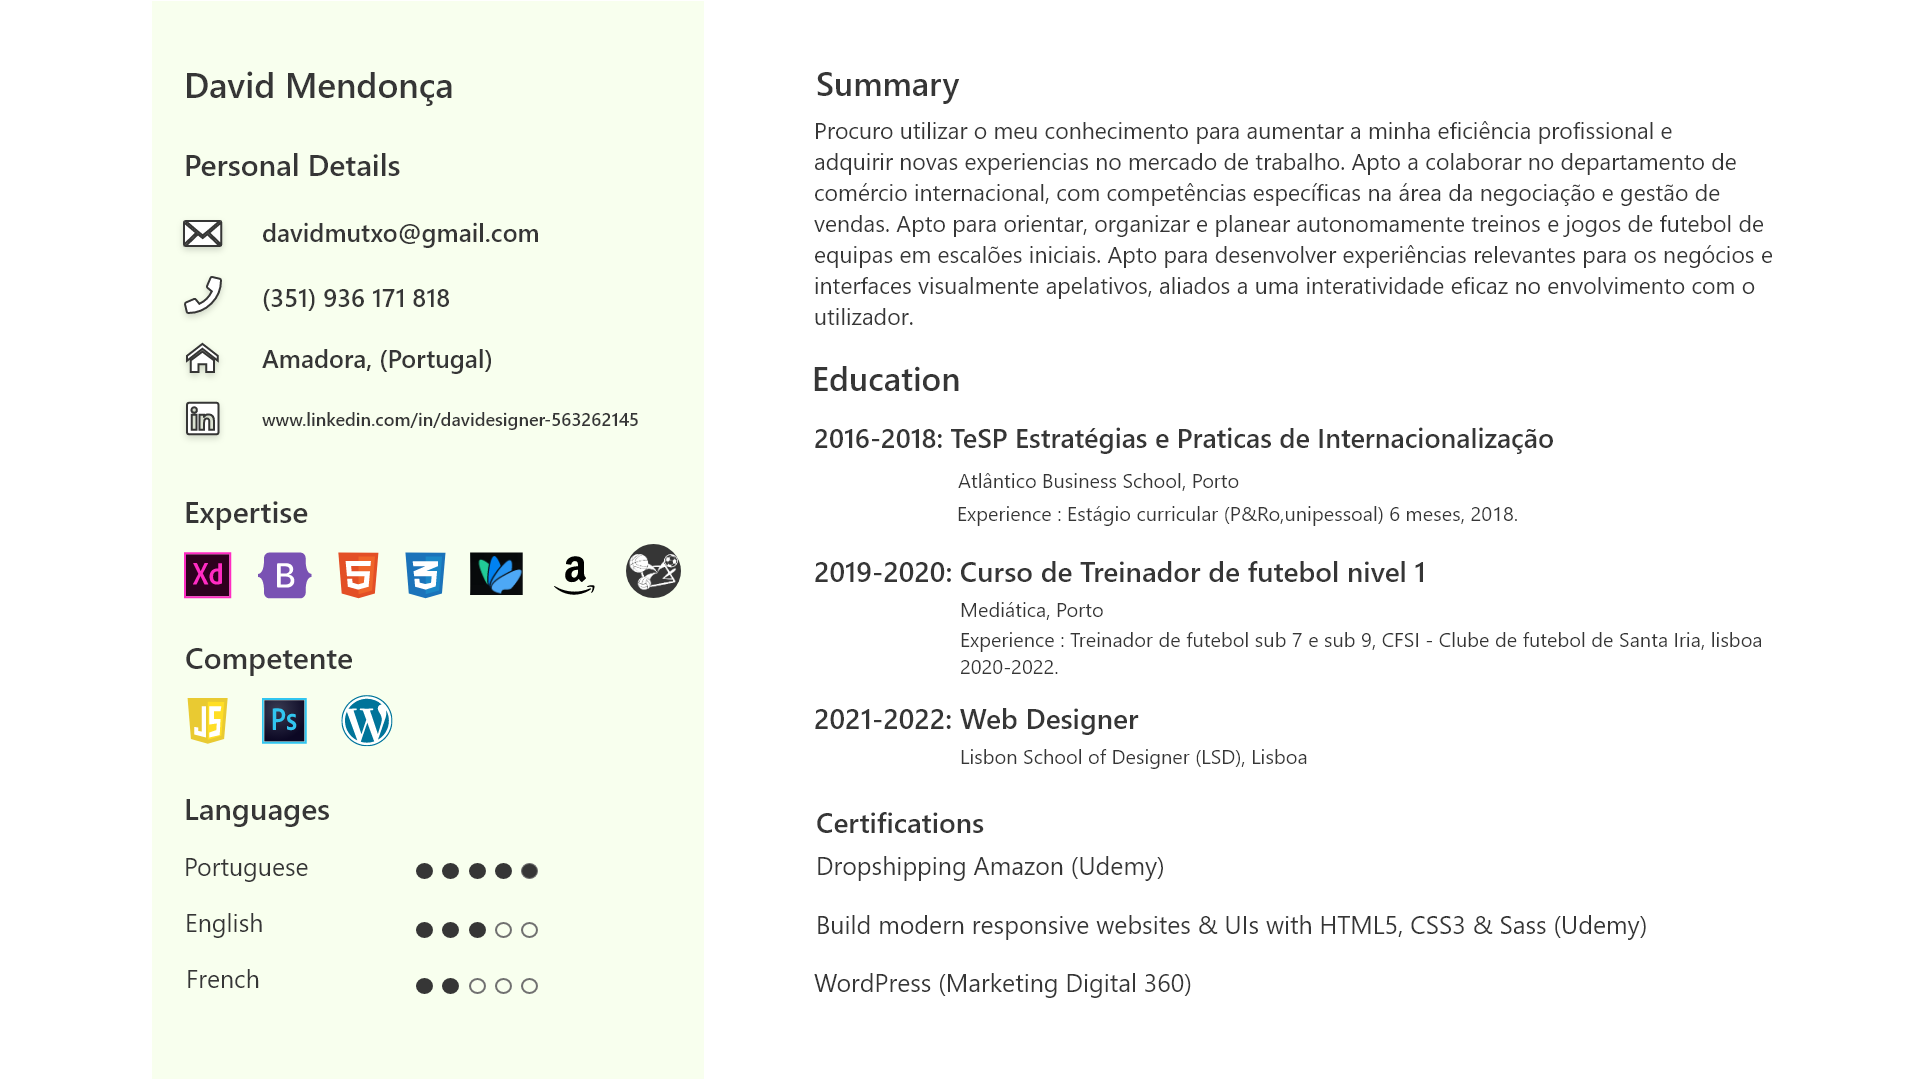 David Mendonça
Personal Details
davidmutxo@gmail.com
(351) 936 171 818
Amadora, (Portugal)
in
www.linkedin.com/in/davidesigner-563262145
Expertise
Xd B 5 3 a
Competente
JS Ps W
Languages
Portuguese
English
French
Summary
Procuro utilizar o meu conhecimento para aumentar a minha eficiência profissional e
adquirir novas experiencias no mercado de trabalho. Apto a colaborar no departamento de
comércio internacional, com competências específicas na área da negociação e gestão de
vendas. Apto para orientar, organizar e planear autonomamente treinos e jogos de futebol de
equipas em escalões iniciais. Apto para desenvolver experiências relevantes para os negócios e
interfaces visualmente apelativos, aliados a uma interatividade eficaz no envolvimento com o
utilizador.
Education
2016-2018: TeSP Estratégias e Praticas de Internacionalização
Atlântico Business School, Porto
Experience : Estágio curricular (P&Ro,unipessoal) 6 meses, 2018.
2019-2020: Curso de Treinador de futebol nivel 1
Mediática, Porto
Experience : Treinador de futebol sub 7 e sub 9, CFSI - Clube de futebol de Santa Iria, lisboa
2020-2022.
2021-2022: Web Designer
Lisbon School of Designer (LSD), Lisboa
Certifications
Dropshipping Amazon (Udemy)
Build modern responsive websites & UIs with HTML5, CSS3 & Sass (Udemy)
WordPress (Marketing Digital 360)